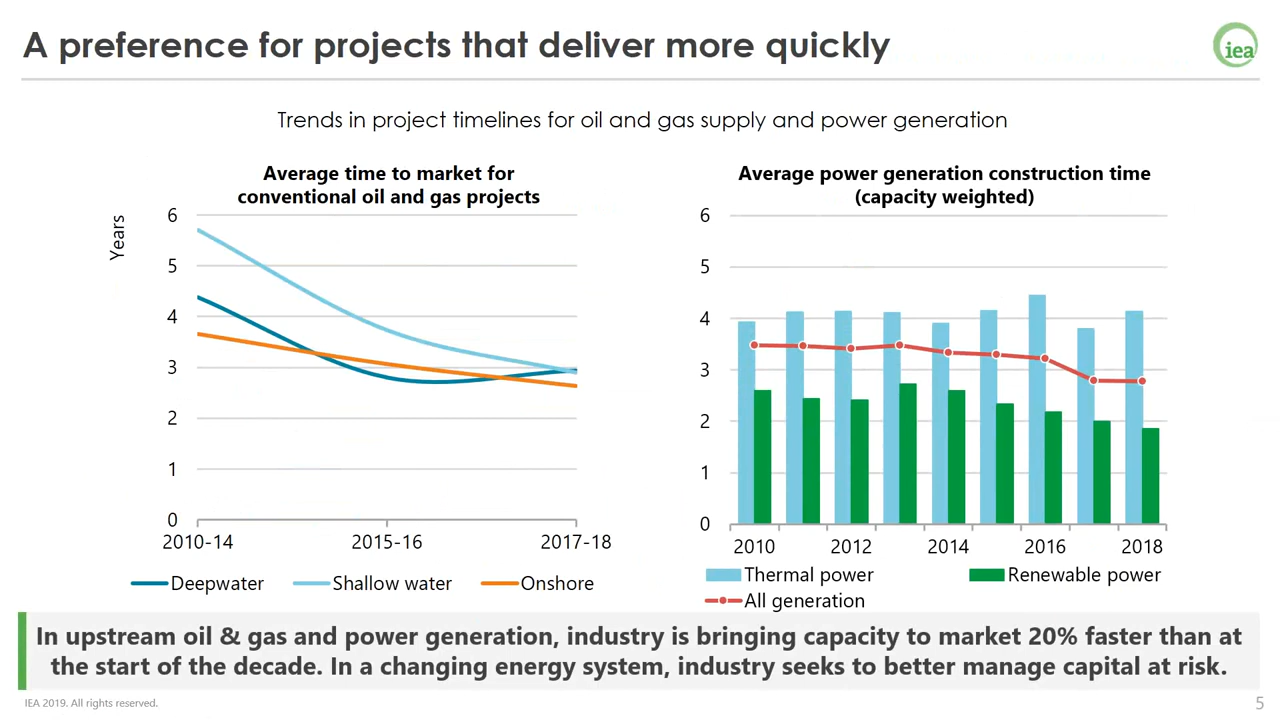 A preference for projects that deliver more quickly
iea
Trends in project timelines for oil and gas supply and power generation
Average time to market for
conventional oil and gas projects
Years
6
5
4
3
2
1
0
2010-14 2015-16 2017-18
Deepwater Shallow water Onshore
Average power generation construction time
(capacity weighted)
6
5
4
3
2
1
0
2010 2012 2014 2016 2018
Thermal power Renewable power
All generation
In upstream oil & gas and power generation, industry is bringing capacity to market 20% faster than at
the start of the decade. In a changing energy system, industry seeks to better manage capital at risk.
IEA 2019. All rights reserved.
5